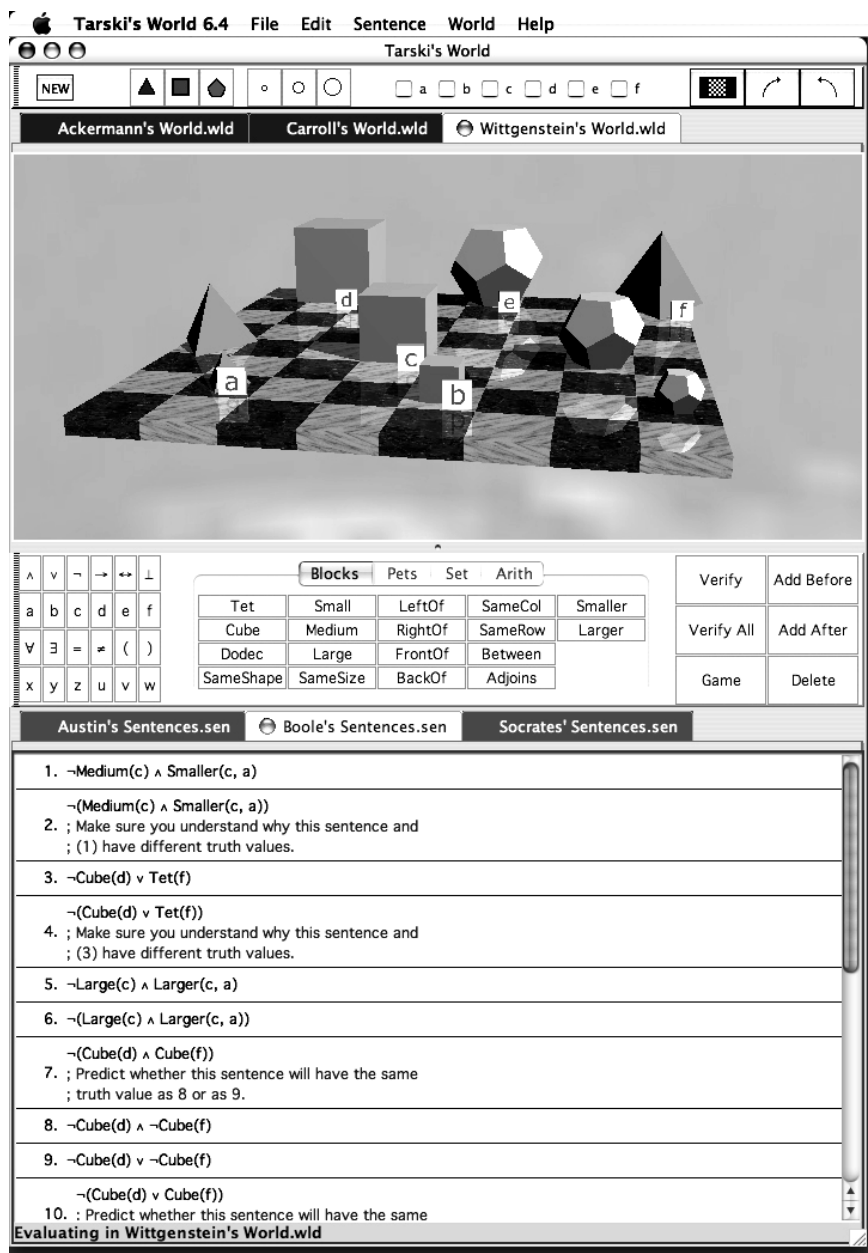 Tarski's World 6.4 File Edit Sentence World Help
Tarski's World
NEW a b c d e f
Ackermann's World.wld Carroll's World.wld Wittgenstein's World.wld
d e f
c
a b
∧ ∨ ¬ → ↔ ⊥
a b c d e f
∀ ∃ = ≠ ( )
x y z u v w
Blocks Pets Set Arith
Tet Small LeftOf SameCol Smaller
Cube Medium RightOf SameRow Larger
Dodec Large FrontOf Between
SameShape SameSize BackOf Adjoins
Verify Add Before
Verify All Add After
Game Delete
Austin's Sentences.sen Boole's Sentences.sen Socrates' Sentences.sen
1. ¬Medium(c) ∧ Smaller(c, a)
¬(Medium(c) ∧ Smaller(c, a))
2. ; Make sure you understand why this sentence and
; (1) have different truth values.
3. ¬Cube(d) ∨ Tet(f)
¬(Cube(d) ∨ Tet(f))
4. ; Make sure you understand why this sentence and
; (3) have different truth values.
5. ¬Large(c) ∧ Larger(c, a)
6. ¬(Large(c) ∧ Larger(c, a))
¬(Cube(d) ∧ Cube(f))
7. ; Predict whether this sentence will have the same
; truth value as 8 or as 9.
8. ¬Cube(d) ∧ ¬Cube(f)
9. ¬Cube(d) ∨ ¬Cube(f)
¬(Cube(d) ∨ Cube(f))
10. : Predict whether this sentence will have the same
Evaluating in Wittgenstein's World.wld